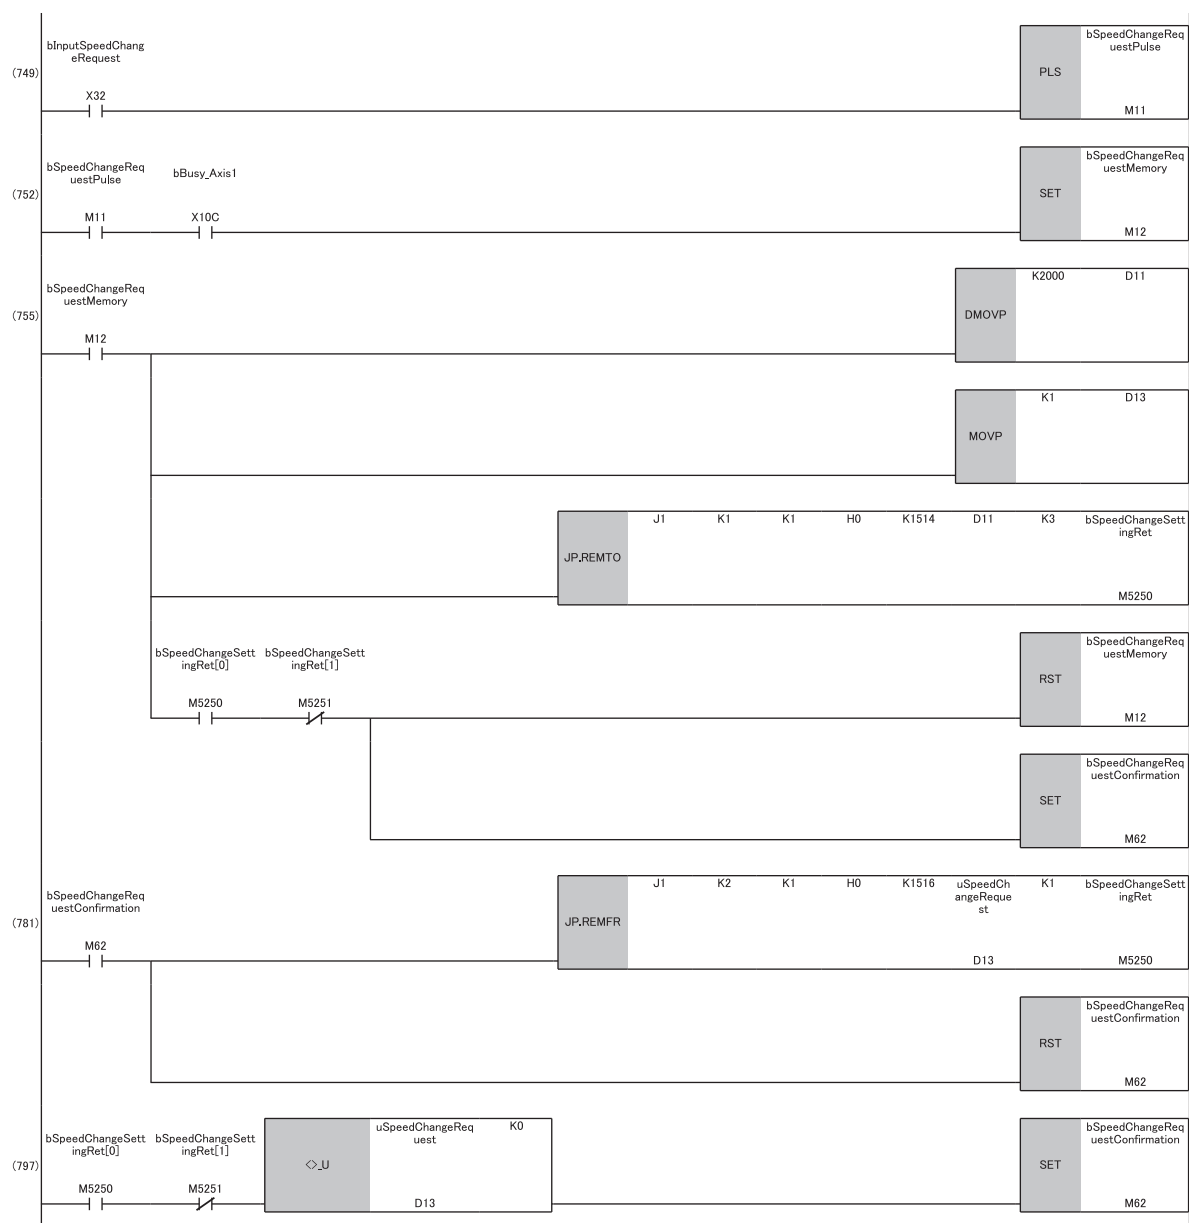 bInputSpeedChang
eRequest
(749)
X32
PLS
bSpeedChangeReq
uestPulse
M11
bSpeedChangeReq
uestPulse
bBusy_Axis1
(752)
M11
X10C
SET
bSpeedChangeReq
uestMemory
M12
bSpeedChangeReq
uestMemory
(755)
M12
DMOVP
K2000
D11
MOVP
K1
D13
JP.REMTO
J1
K1
K1
H0
K1514
D11
K3
bSpeedChangeSett
ingRet
M5250
bSpeedChangeSett
ingRet[0]
bSpeedChangeSett
ingRet[1]
M5250
M5251
RST
bSpeedChangeReq
uestMemory
M12
SET
bSpeedChangeReq
uestConfirmation
M62
bSpeedChangeReq
uestConfirmation
(781)
M62
JP.REMFR
J1
K2
K1
H0
K1516
uSpeedCh
angeReque
st
D13
K1
bSpeedChangeSett
ingRet
M5250
RST
bSpeedChangeReq
uestConfirmation
M62
bSpeedChangeSett
ingRet[0]
bSpeedChangeSett
ingRet[1]
(797)
M5250
M5251
<>_U
uSpeedChangeReq
uest
D13
K0
SET
bSpeedChangeReq
uestConfirmation
M62